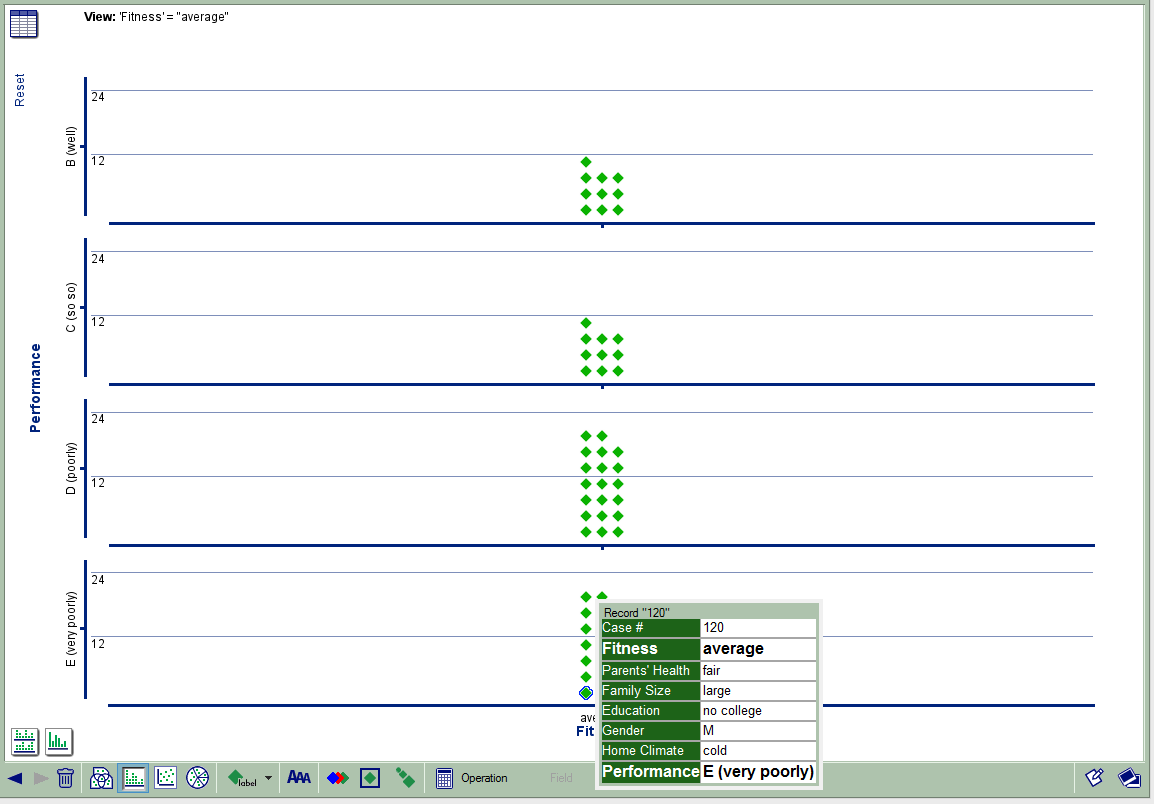 View: 'Fitness' = "average"
Reset
Performance
B (well)
24
12
C (so so)
24
12
D (poorly)
24
12
E (very poorly)
24
12
ave
Fit
Record "120"
Case # 120
Fitness average
Parents' Health fair
Family Size large
Education no college
Gender M
Home Climate cold
Performance E (very poorly)
label
AAA
Operation
Field